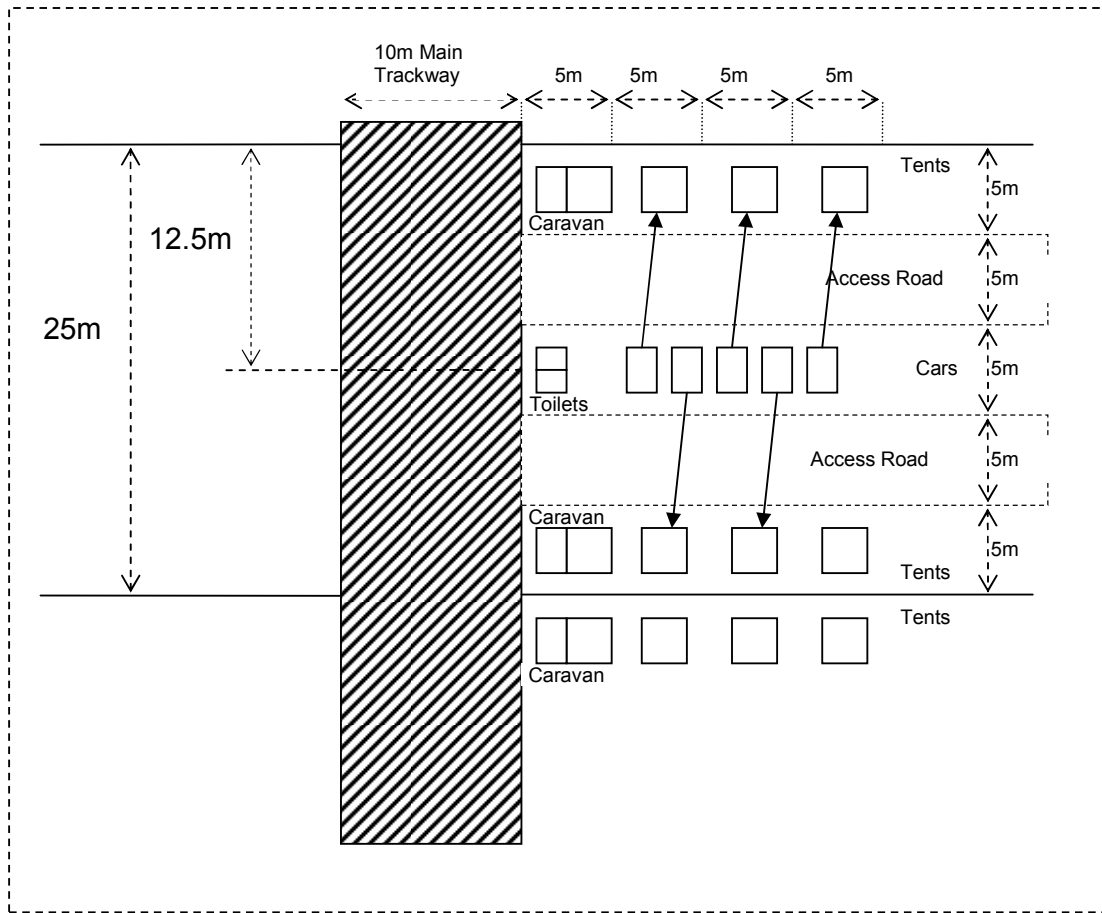 10m Main
Trackway
5m
5m
5m
5m
Tents
5m
Caravan
12.5m
Access Road
5m
25m
Cars
5m
Toilets
Access Road
5m
Caravan
5m
Tents
Tents
Caravan